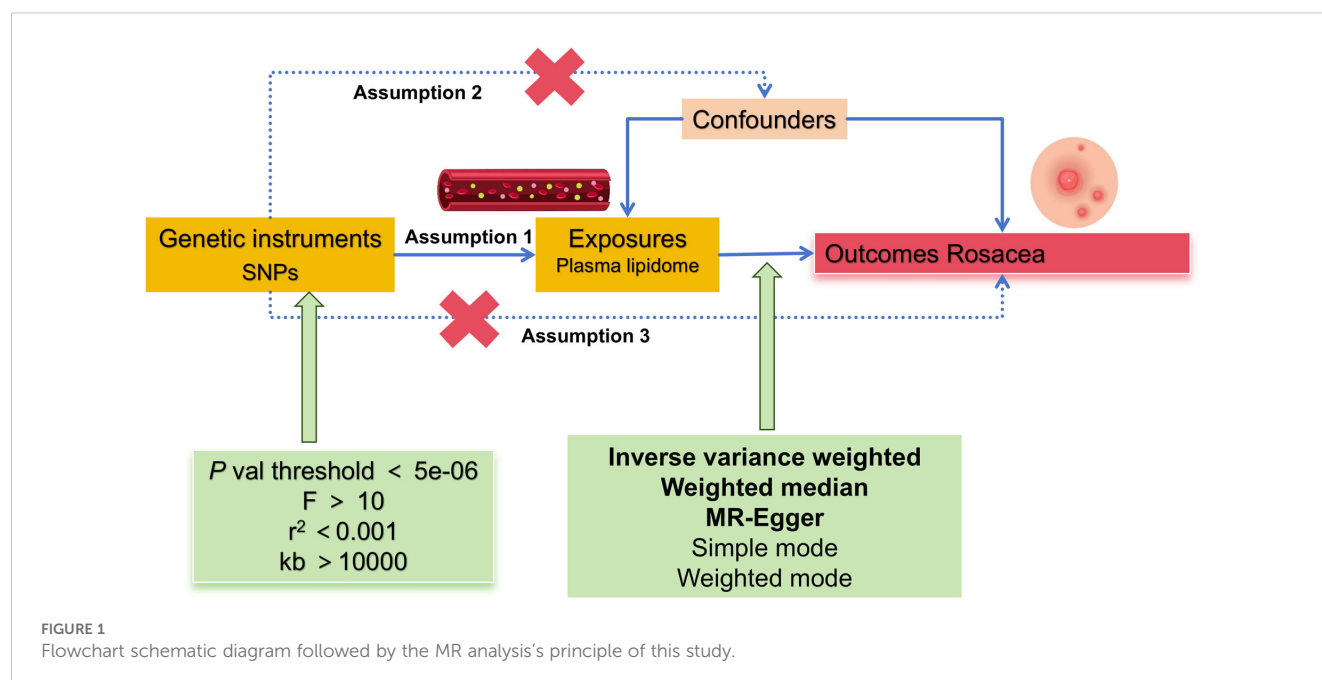 Assumption 2
Confounders
Genetic instruments
SNPs
Assumption 1
Exposures
Plasma lipidome
Outcomes Rosacea
Assumption 3
P val threshold < 5e-06
F > 10
r² < 0.001
kb > 10000
Inverse variance weighted
Weighted median
MR-Egger
Simple mode
Weighted mode
FIGURE 1
Flowchart schematic diagram followed by the MR analysis's principle of this study.